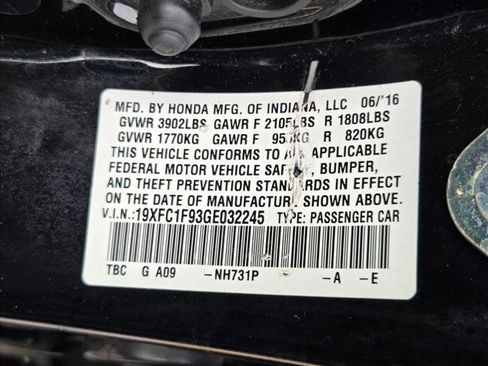 MFD. BY HONDA MFG. OF INDIANA, LLC 06/'16
GVWR 3902LBS GAWR F 2105LBS R 1808LBS
GVWR 1770KG GAWR F 955KG R 820KG
THIS VEHICLE CONFORMS TO ALL APPLICABLE
FEDERAL MOTOR VEHICLE SAFETY, BUMPER,
AND THEFT PREVENTION STANDARDS IN EFFECT
ON THE DATE OF MANUFACTURE SHOWN ABOVE.
V.I.N.: 19XFC1F93GE032245 TYPE: PASSENGER CAR
TBC G A09 -NH731P -A -E